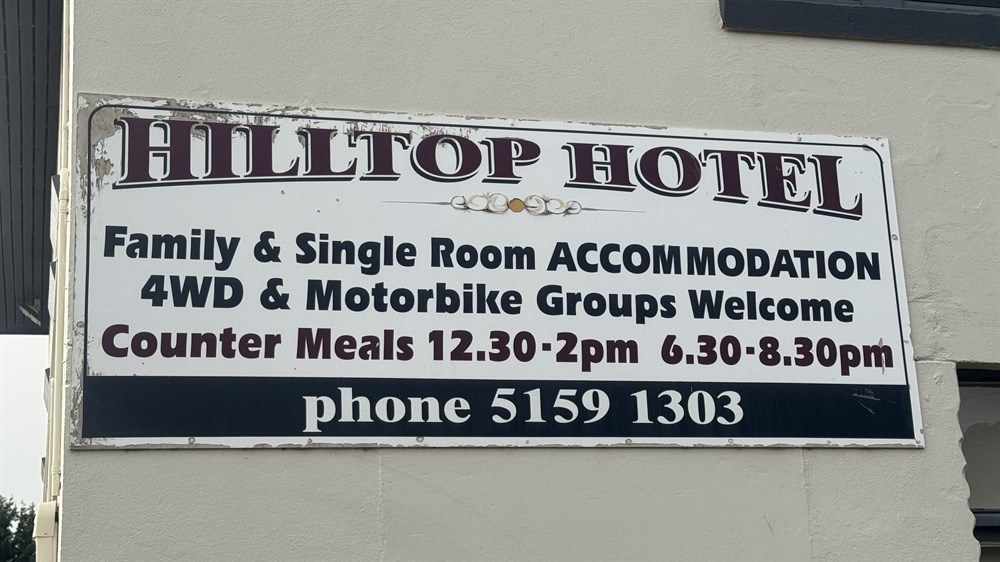 HILLTOP HOTEL
Family & Single Room ACCOMMODATION
4WD & Motorbike Groups Welcome
Counter Meals 12.30-2pm 6.30-8.30pm
phone 5159 1303